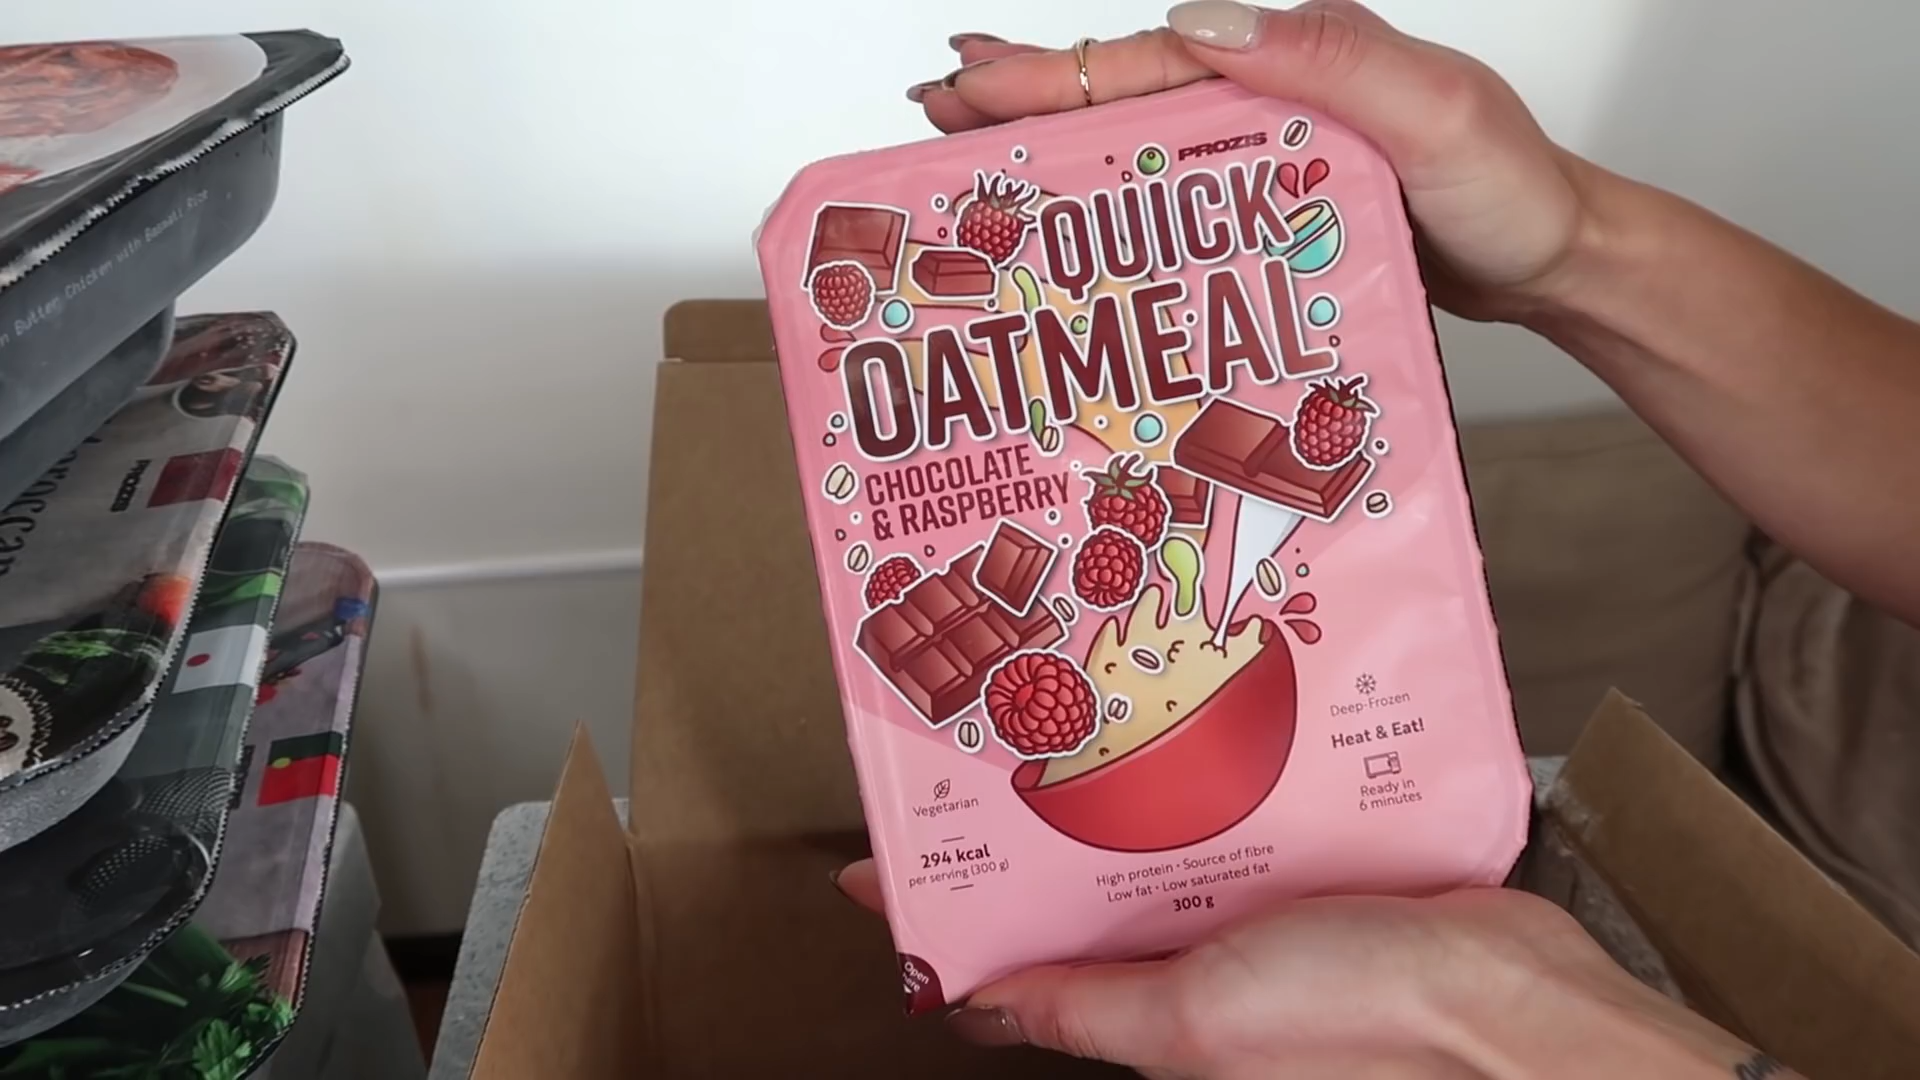 PROZIS
QUICK
OATMEAL
CHOCOLATE
& RASPBERRY
Deep-Frozen
Heat & Eat!
Ready in
6 minutes
Vegetarian
294 kcal
per serving (300 g)
High protein · Source of fibre
Low fat · Low saturated fat
300 g
Open
here
Butter Chicken with Basmati Rice
PROZIS